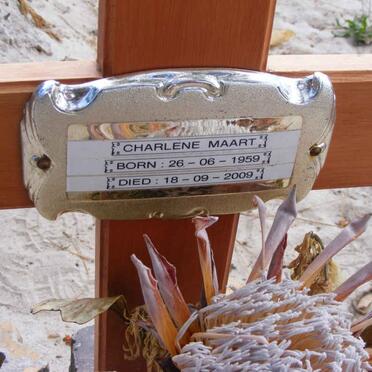 CHARLENE MAART
BORN : 26 - 06 - 1959
DIED : 18 - 09 - 2009